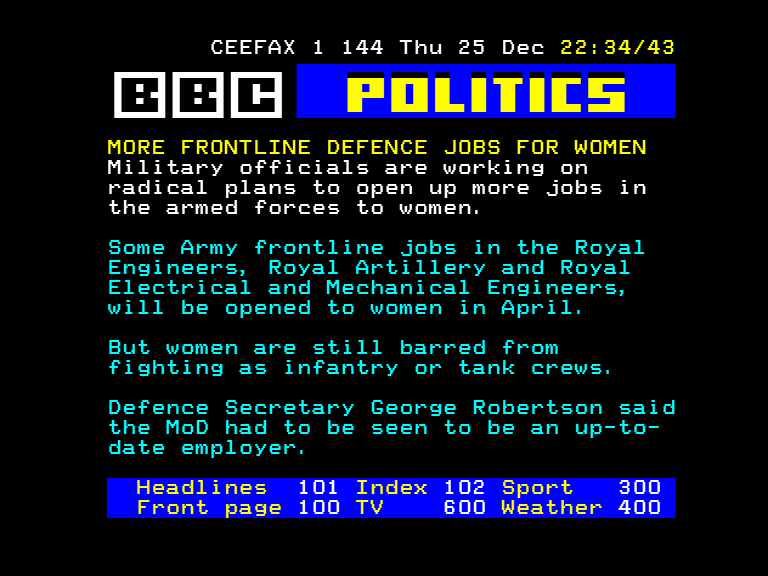 CEEFAX 1 144 Thu 25 Dec 22:34/43
BBC POLITICS
MORE FRONTLINE DEFENCE JOBS FOR WOMEN
Military officials are working on
radical plans to open up more jobs in
the armed forces to women.
Some Army frontline jobs in the Royal
Engineers, Royal Artillery and Royal
Electrical and Mechanical Engineers,
will be opened to women in April.
But women are still barred from
fighting as infantry or tank crews.
Defence Secretary George Robertson said
the MoD had to be seen to be an up-to-
date employer.
Headlines 101 Index 102 Sport 300
Front page 100 TV 600 Weather 400